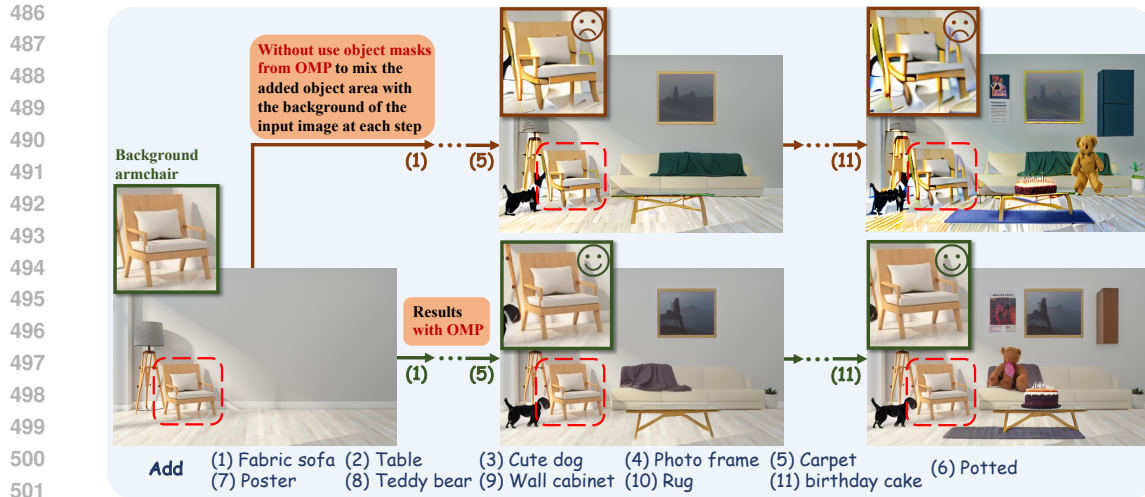 486
487
488
489
490
491
492
493
494
495
496
497
498
499
500
501
Without use object masks
from OMP to mix the
added object area with
the background of the
input image at each step
(1) (5) (11)
Background
armchair
Results
with OMP
(1) (5) (11)
Add (1) Fabric sofa (2) Table (3) Cute dog (4) Photo frame (5) Carpet (6) Potted
(7) Poster (8) Teddy bear (9) Wall cabinet (10) Rug (11) birthday cake